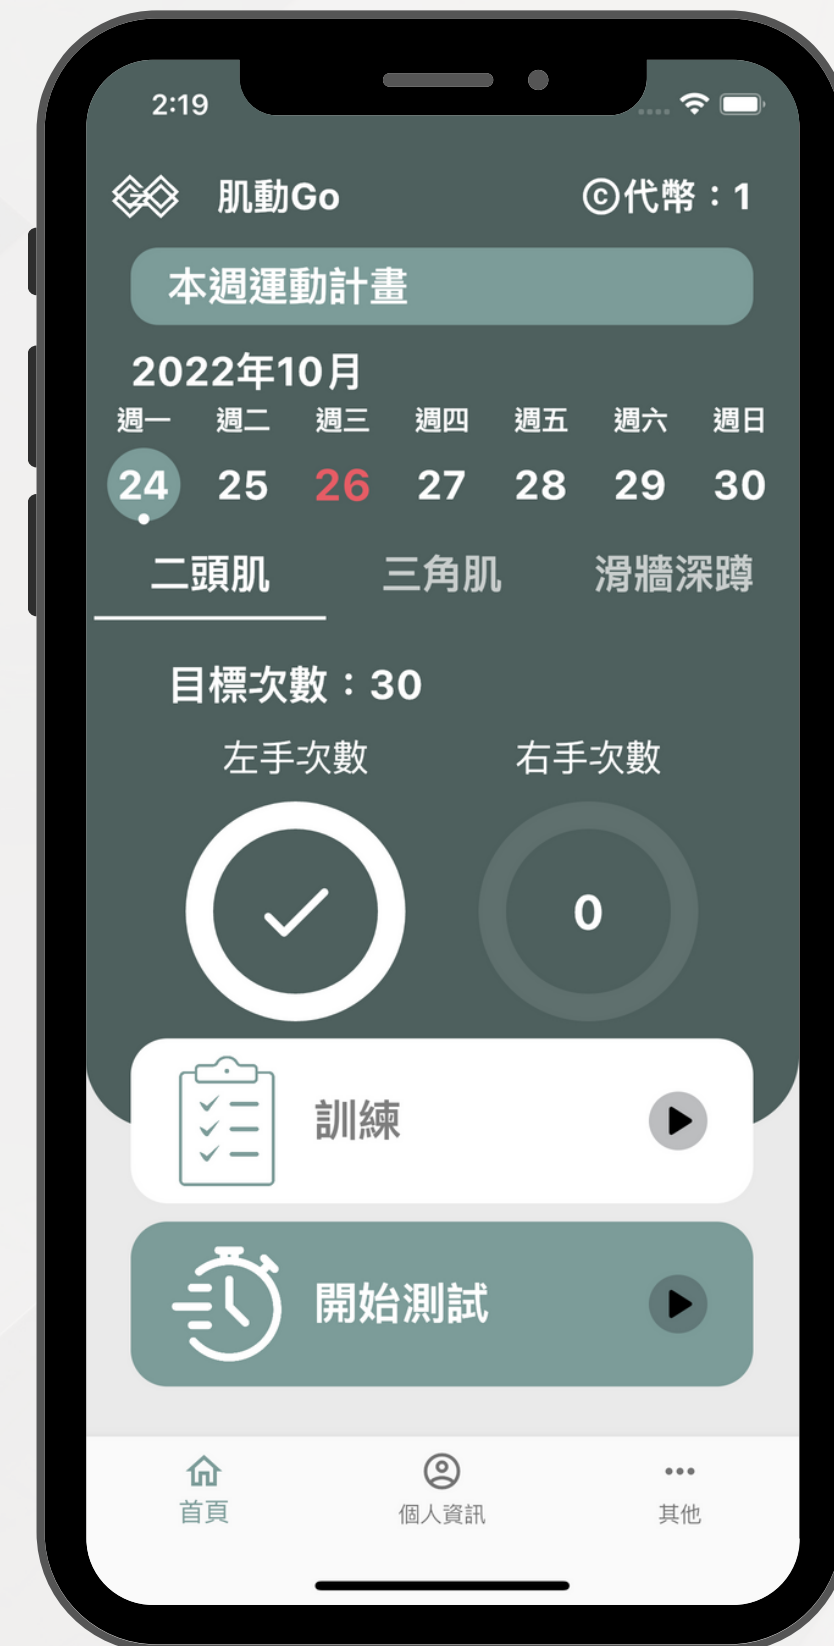 2:19
GO 肌動Go ©代幣：1
本週運動計畫
2022年10月
週一 週二 週三 週四 週五 週六 週日
24 25 26 27 28 29 30
二頭肌 三角肌 滑牆深蹲
目標次數：30
左手次數 右手次數
0
訓練
開始測試
首頁 個人資訊 其他